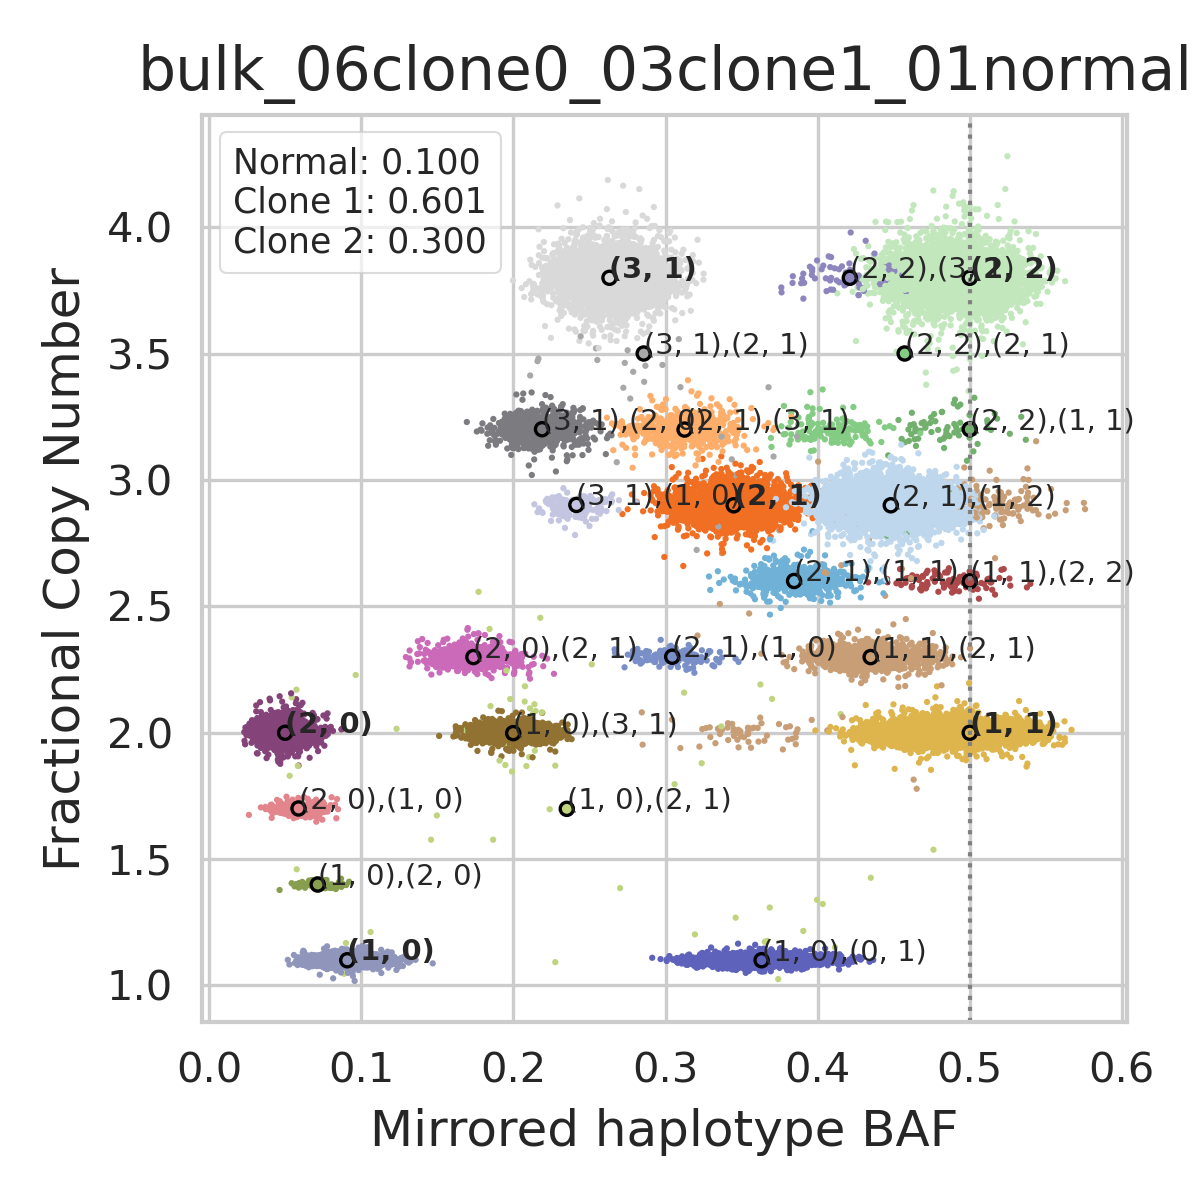 bulk_06clone0_03clone1_01normal
Normal: 0.100
Clone 1: 0.601
Clone 2: 0.300
Fractional Copy Number
4.0
3.5
3.0
2.5
2.0
1.5
1.0
(3, 1)
(2, 2),(3, 1)
(2, 2)
(3, 1),(2, 1)
(2, 2),(2, 1)
(3, 1),(2, 0)
(2, 1),(3, 1)
(2, 2),(1, 1)
(3, 1),(1, 0)
(2, 1)
(2, 1),(1, 2)
(2, 1),(1, 1)
(1, 1),(2, 2)
(2, 0),(2, 1)
(2, 1),(1, 0)
(1, 1),(2, 1)
(2, 0)
(1, 0),(3, 1)
(1, 1)
(2, 0),(1, 0)
(1, 0),(2, 1)
(1, 0),(2, 0)
(1, 0)
(1, 0),(0, 1)
0.0 0.1 0.2 0.3 0.4 0.5 0.6
Mirrored haplotype BAF